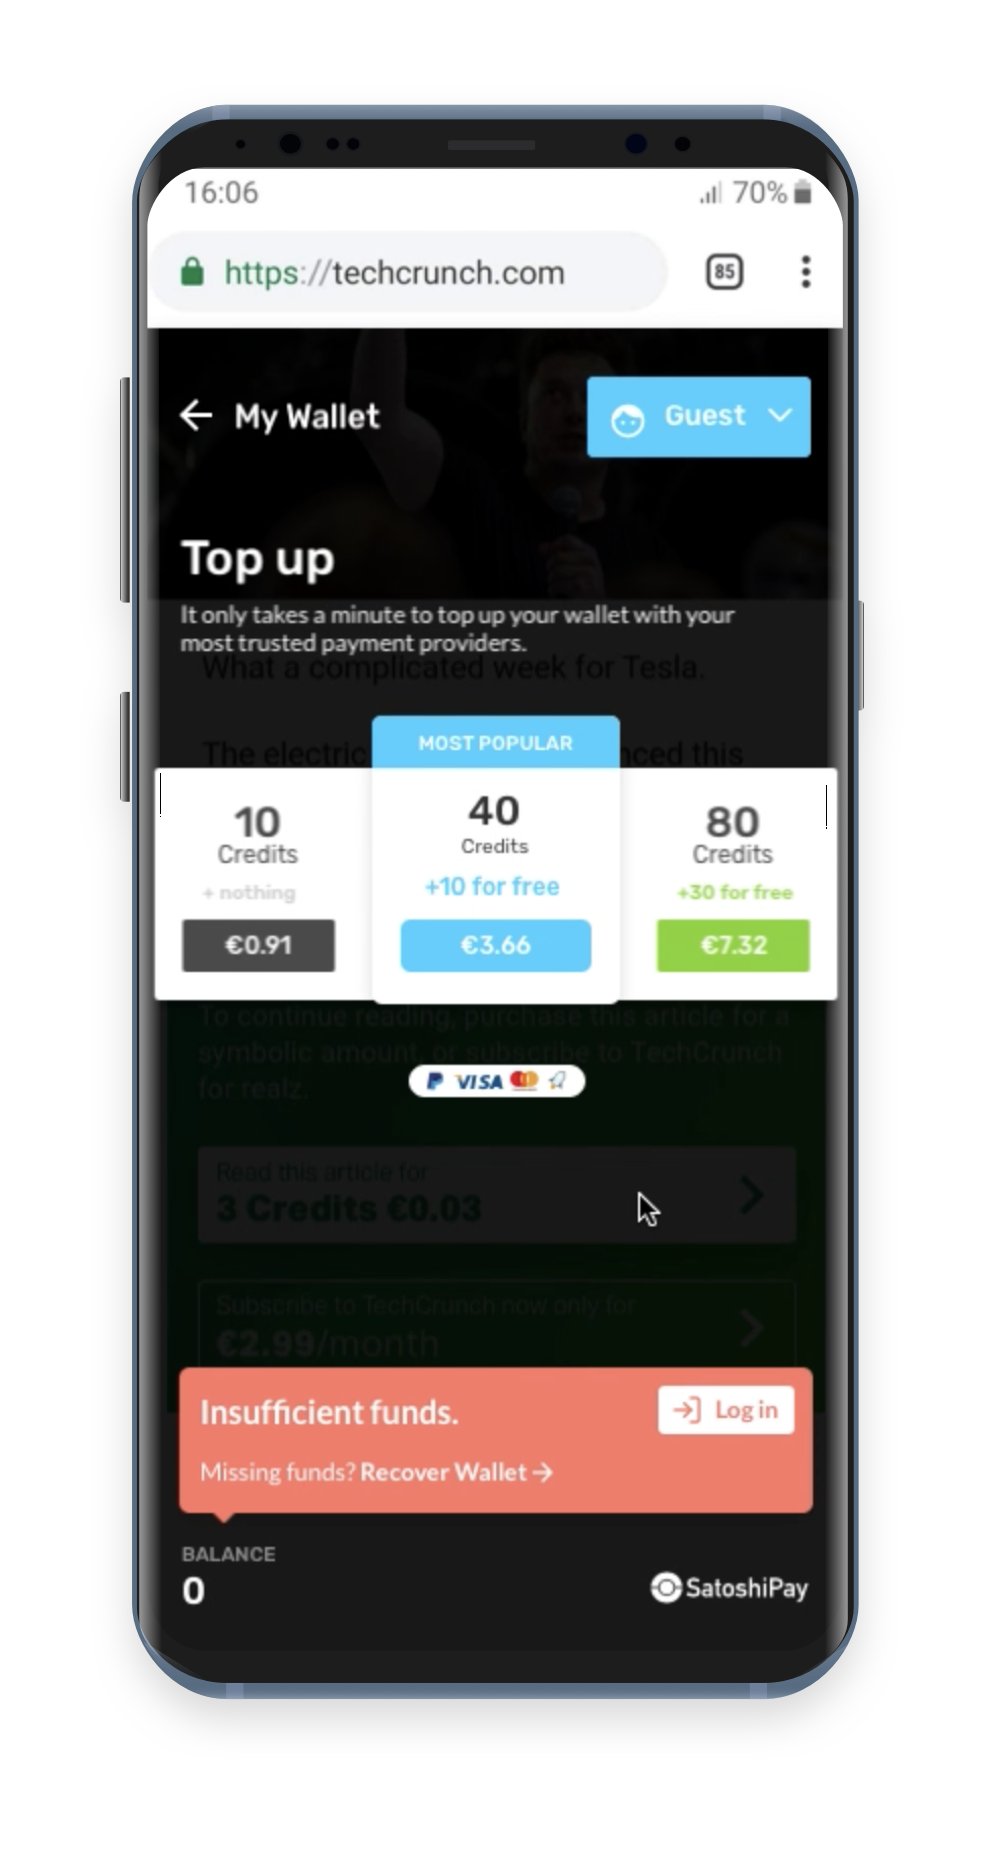 16:06
70%
https://techcrunch.com
85
My Wallet
Guest
Top up
It only takes a minute to top up your wallet with your
most trusted payment providers.
What a complicated week for Tesla.
MOST POPULAR
The electric nced this
10
Credits
+ nothing
€0.91
40
Credits
+10 for free
€3.66
80
Credits
+30 for free
€7.32
To continue reading, purchase this article for a
symbolic amount, or subscribe to TechCrunch
for realz.
VISA
Read this article for
3 Credits €0.03
Subscribe to TechCrunch now only for
€2.99/month
Insufficient funds.
Log in
Missing funds? Recover Wallet →
BALANCE
0
SatoshiPay